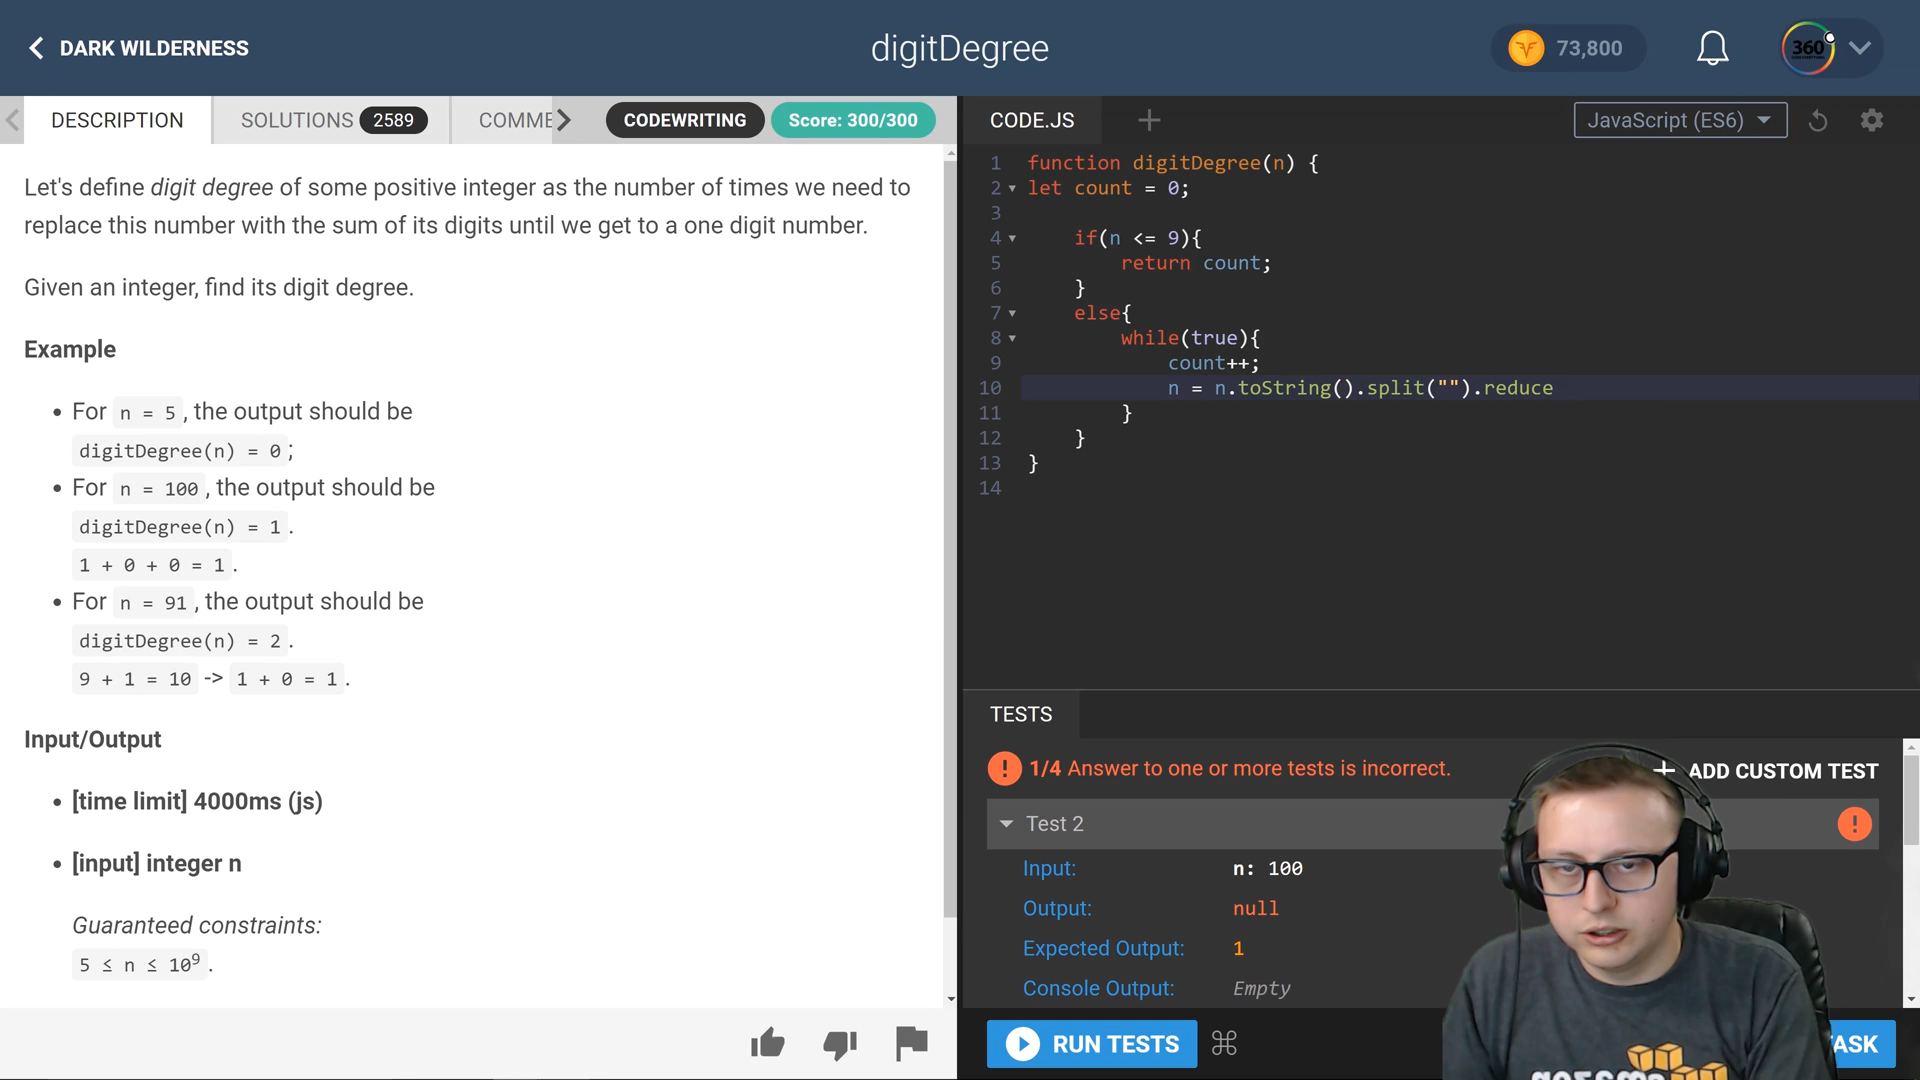 DARK WILDERNESS
digitDegree
73,800
360
DESCRIPTION
SOLUTIONS 2589
COMME
CODEWRITING
Score: 300/300
Let's define digit degree of some positive integer as the number of times we need to
replace this number with the sum of its digits until we get to a one digit number.
Given an integer, find its digit degree.
Example
• For n = 5, the output should be
digitDegree(n) = 0;
• For n = 100, the output should be
digitDegree(n) = 1.
1 + 0 + 0 = 1.
• For n = 91, the output should be
digitDegree(n) = 2.
9 + 1 = 10 -> 1 + 0 = 1.
Input/Output
• [time limit] 4000ms (js)
• [input] integer n
Guaranteed constraints:
5 ≤ n ≤ 10⁹.
CODE.JS
JavaScript (ES6)
1 function digitDegree(n) {
2 let count = 0;
3
4 if(n <= 9){
5 return count;
6 }
7 else{
8 while(true){
9 count++;
10 n = n.toString().split("").reduce
11 }
12 }
13 }
14
TESTS
1/4 Answer to one or more tests is incorrect.
+ ADD CUSTOM TEST
Test 2
Input: n: 100
Output: null
Expected Output: 1
Console Output: Empty
RUN TESTS
ASK